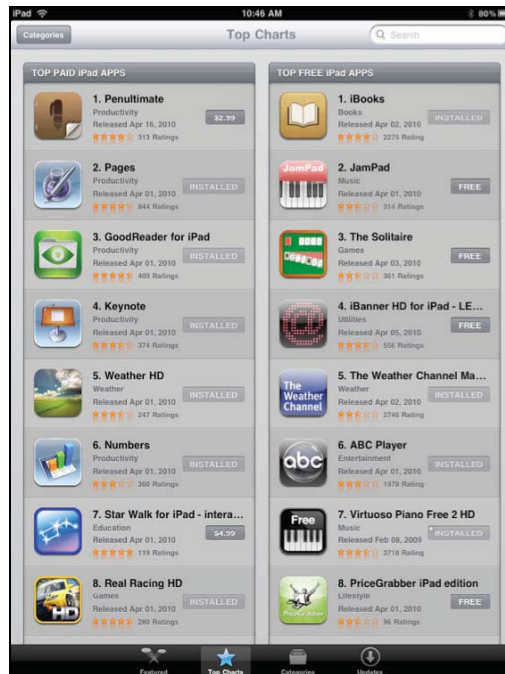 iPad 10:46 AM 80%
Categories Top Charts Search
TOP PAID iPad APPS
1. Penultimate
Productivity
Released Apr 16, 2010 $2.99
313 Ratings
2. Pages
Productivity
Released Apr 01, 2010 INSTALLED
644 Ratings
3. GoodReader for iPad
Productivity
Released Apr 01, 2010 INSTALLED
409 Ratings
4. Keynote
Productivity
Released Apr 01, 2010 INSTALLED
374 Ratings
5. Weather HD
Weather
Released Apr 01, 2010 INSTALLED
247 Ratings
6. Numbers
Productivity
Released Apr 01, 2010 INSTALLED
360 Ratings
7. Star Walk for iPad - intera...
Education
Released Apr 01, 2010 $4.99
119 Ratings
HD
8. Real Racing HD
Games
Released Apr 01, 2010 INSTALLED
280 Ratings
TOP FREE iPad APPS
1. iBooks
Books
Released Apr 02, 2010 INSTALLED
2275 Rating
JamPad
2. JamPad
Music
Released Apr 01, 2010 FREE
314 Ratings
3. The Solitaire
Games
Released Apr 03, 2010 FREE
361 Ratings
4. iBanner HD for iPad - LE...
Utilities
Released Apr 05, 2010 FREE
556 Ratings
The
Weather
Channel
5. The Weather Channel Ma...
Weather
Released Apr 02, 2010 INSTALLED
2746 Rating
abc
6. ABC Player
Entertainment
Released Apr 01, 2010 INSTALLED
1978 Rating
Free
7. Virtuoso Piano Free 2 HD
Music
Released Feb 08, 2009 INSTALLED
3718 Rating
PriceGrabber
8. PriceGrabber iPad edition
Lifestyle
Released Apr 01, 2010 FREE
96 Ratings
Featured Top Charts Categories Updates